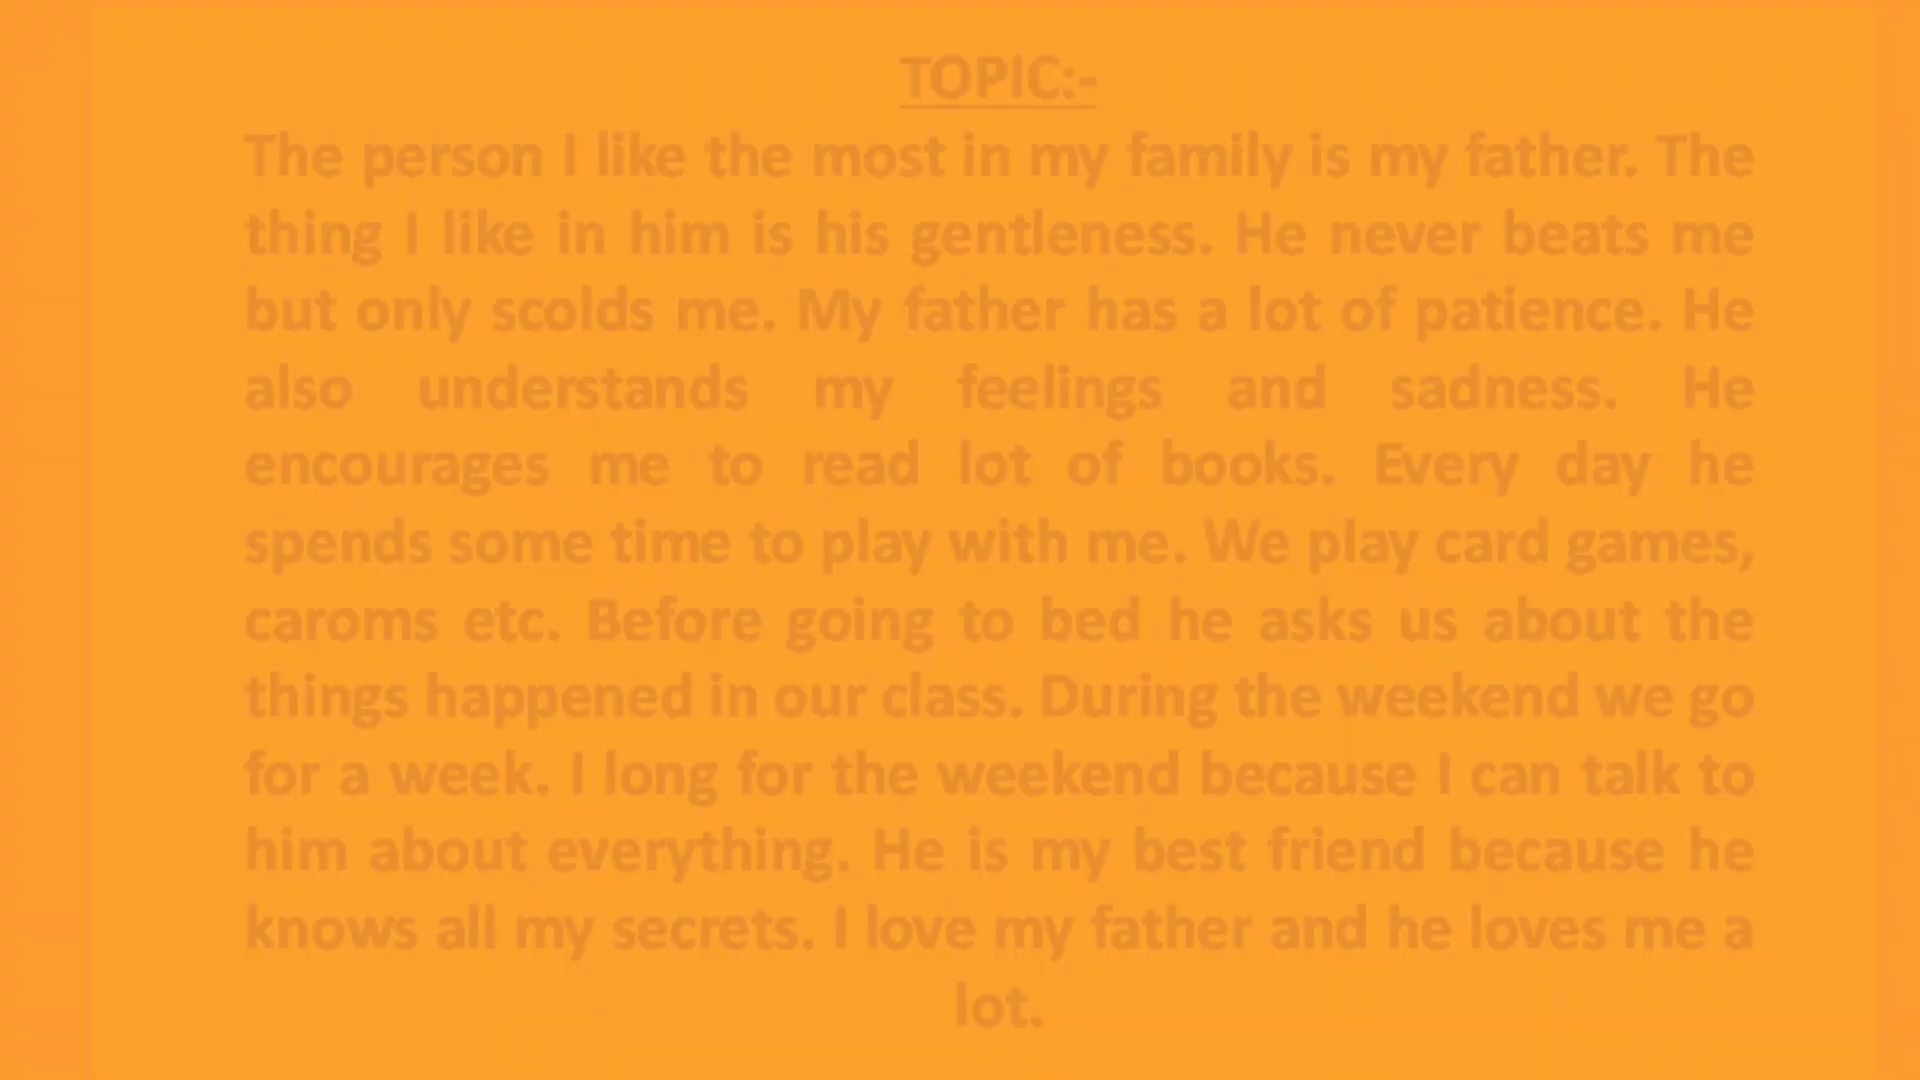 TOPIC:-
The person I like the most in my family is my father. The
thing I like in him is his gentleness. He never beats me
but only scolds me. My father has a lot of patience. He
also understands my feelings and sadness. He
encourages me to read lot of books. Every day he
spends some time to play with me. We play card games,
caroms etc. Before going to bed he asks us about the
things happened in our class. During the weekend we go
for a week. I long for the weekend because I can talk to
him about everything. He is my best friend because he
knows all my secrets. I love my father and he loves me a
lot.